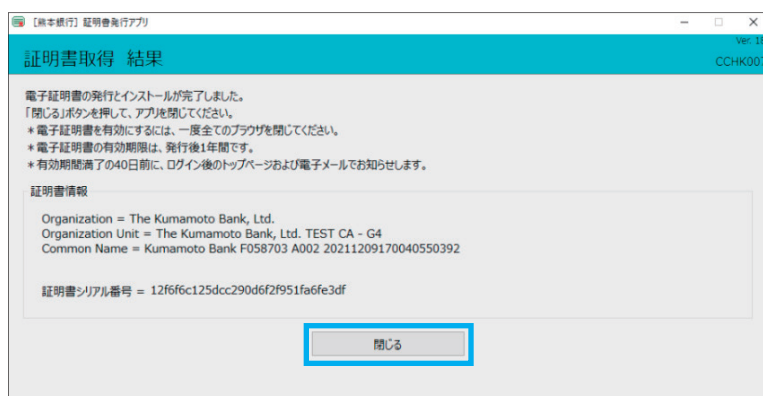 [熊本銀行] 証明書発行アプリ
Ver. 18
証明書取得 結果
CCHK007
電子証明書の発行とインストールが完了しました。
「閉じる」ボタンを押して、アプリを閉じてください。
*電子証明書を有効にするには、一度全てのブラウザを閉じてください。
*電子証明書の有効期限は、発行後1年間です。
*有効期間満了の40日前に、ログイン後のトップページおよび電子メールでお知らせします。
証明書情報
Organization = The Kumamoto Bank, Ltd.
Organization Unit = The Kumamoto Bank, Ltd. TEST CA - G4
Common Name = Kumamoto Bank F058703 A002 20211209170040550392
証明書シリアル番号 = 12f6f6c125dcc290d6f2f951fa6fe3df
閉じる